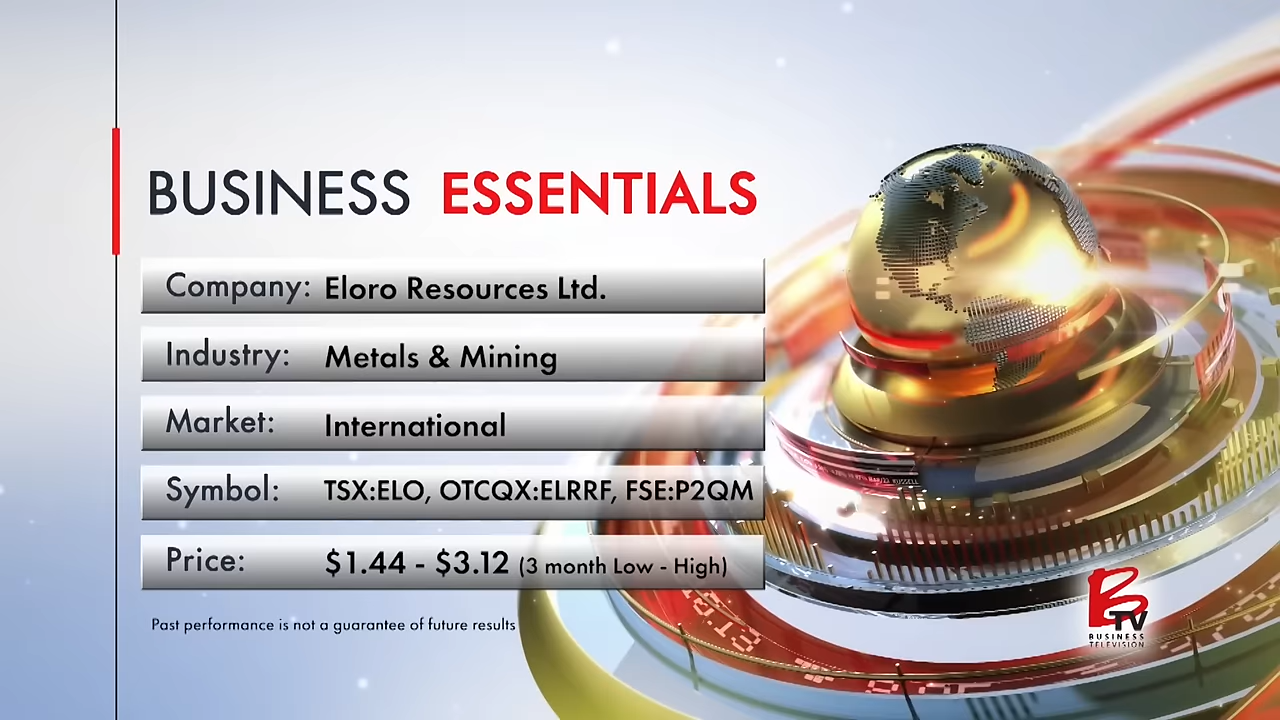 BUSINESS ESSENTIALS
Company: Eloro Resources Ltd.
Industry: Metals & Mining
Market: International
Symbol: TSX:ELO, OTCQX:ELRRF, FSE:P2QM
Price: $1.44 - $3.12 (3 month Low - High)
Past performance is not a guarantee of future results
BTV
BUSINESS
TELEVISION